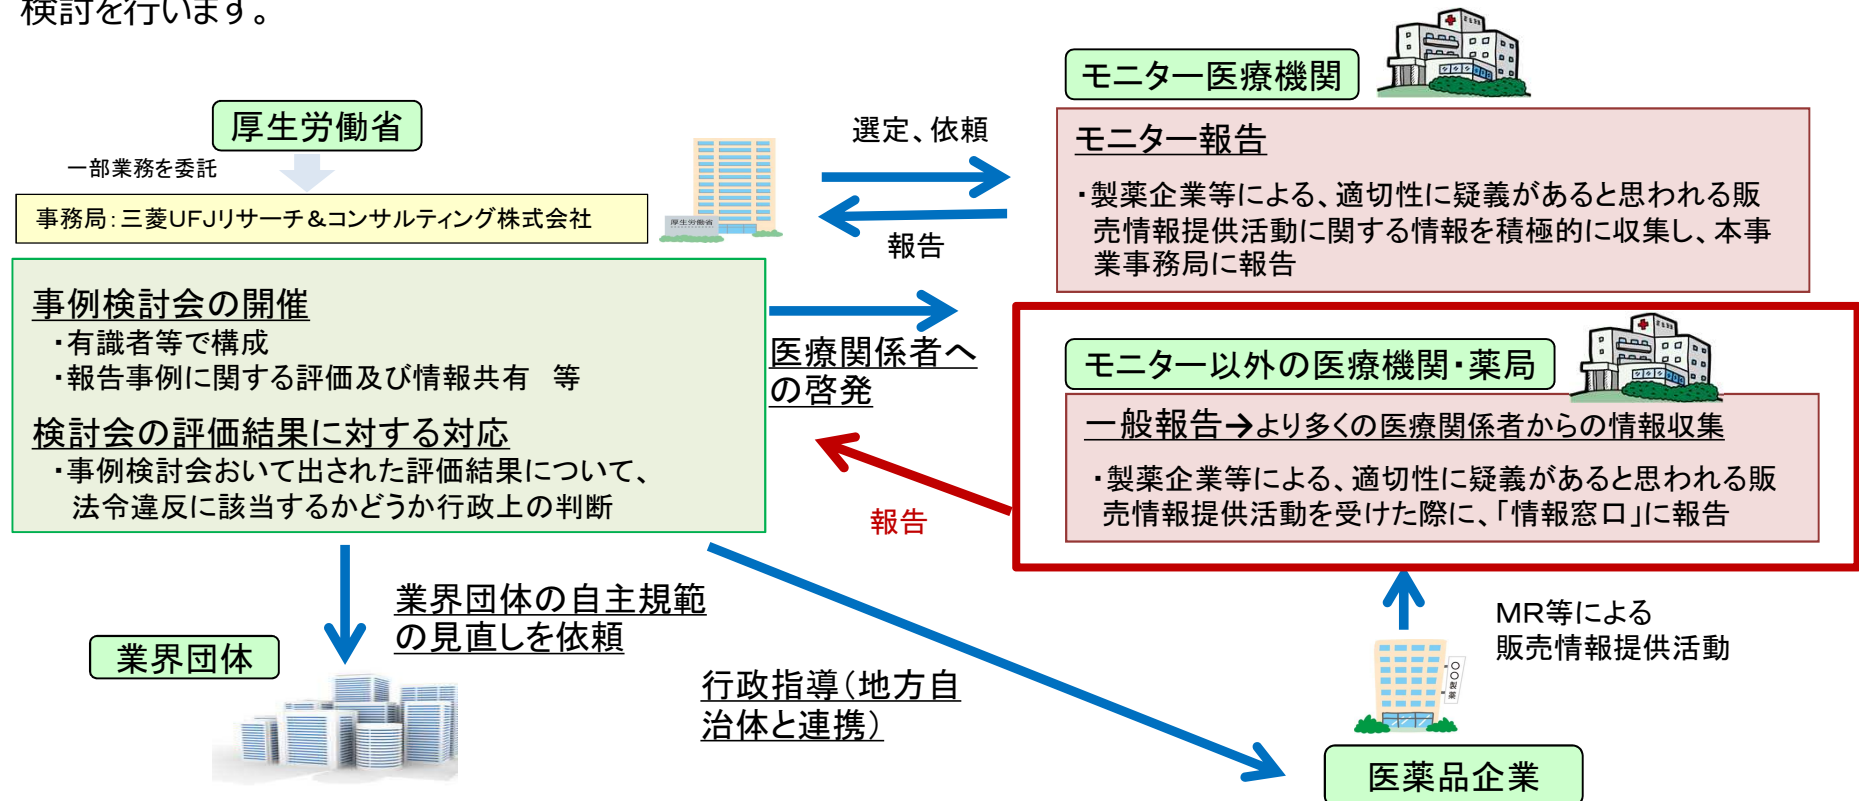 検討を行います。
厚生労働省
一部業務を委託
事務局：三菱UFJリサーチ＆コンサルティング株式会社
厚生労働省
事例検討会の開催
・有識者等で構成
・報告事例に関する評価及び情報共有　等
検討会の評価結果に対する対応
・事例検討会おいて出された評価結果について、
法令違反に該当するかどうか行政上の判断
選定、依頼
報告
医療関係者へ
の啓発
報告
モニター医療機関
モニター報告
・製薬企業等による、適切性に疑義があると思われる販
売情報提供活動に関する情報を積極的に収集し、本事
業事務局に報告
モニター以外の医療機関・薬局
一般報告→より多くの医療関係者からの情報収集
・製薬企業等による、適切性に疑義があると思われる販
売情報提供活動を受けた際に、「情報窓口」に報告
業界団体の自主規範
の見直しを依頼
業界団体
行政指導（地方自
治体と連携）
MR等による
販売情報提供活動
〇〇製薬
医薬品企業